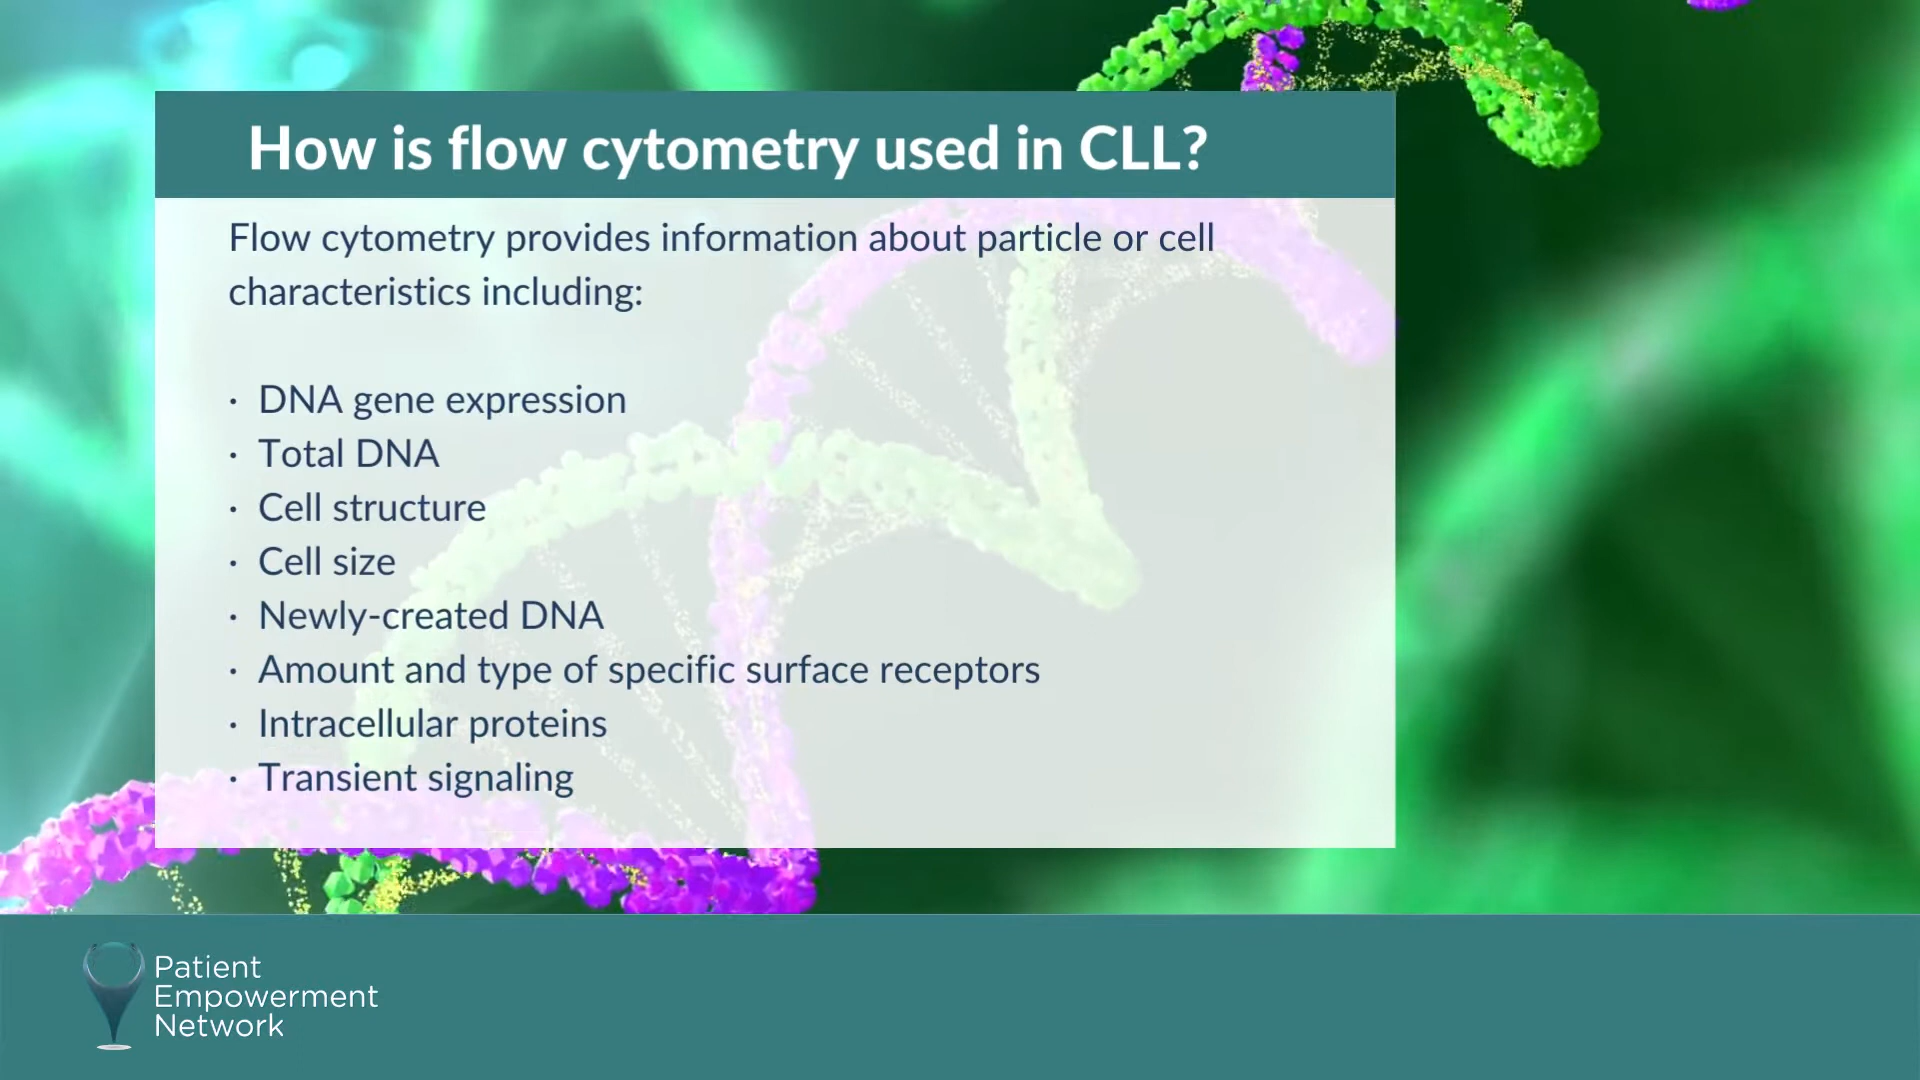 How is flow cytometry used in CLL?
Flow cytometry provides information about particle or cell
characteristics including:
· DNA gene expression
· Total DNA
· Cell structure
· Cell size
· Newly-created DNA
· Amount and type of specific surface receptors
· Intracellular proteins
· Transient signaling
Patient
Empowerment
Network